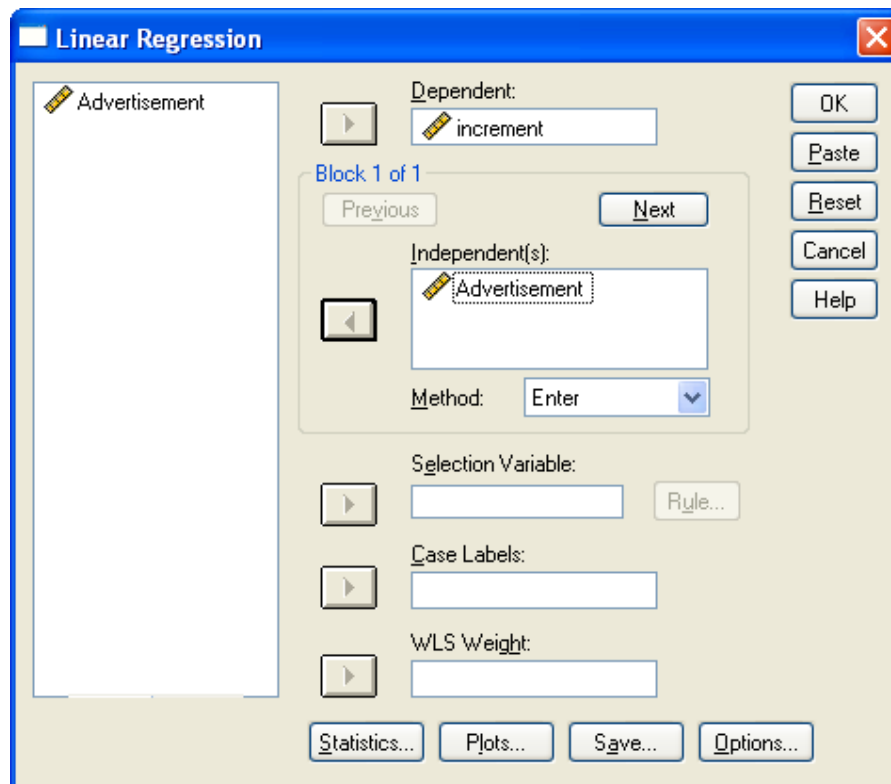 Linear Regression
Advertisement
Dependent:
increment
Block 1 of 1
Previous
Next
Independent(s):
Advertisement
Method:
Enter
Selection Variable:
Rule...
Case Labels:
WLS Weight:
Statistics...
Plots...
Save...
Options...
OK
Paste
Reset
Cancel
Help